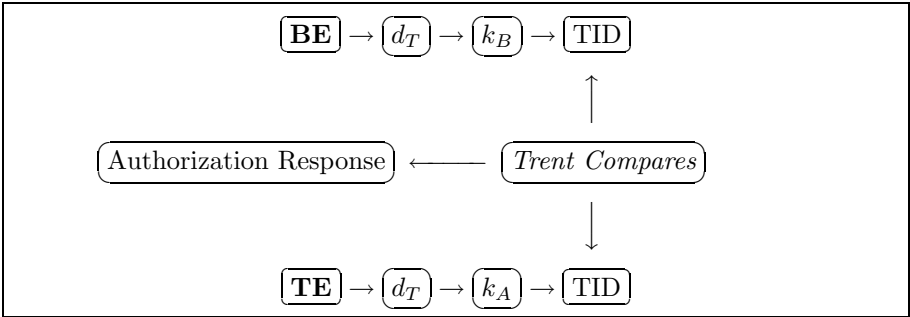 BE → d_T → k_B → TID
Authorization Response ← Trent Compares
TE → d_T → k_A → TID